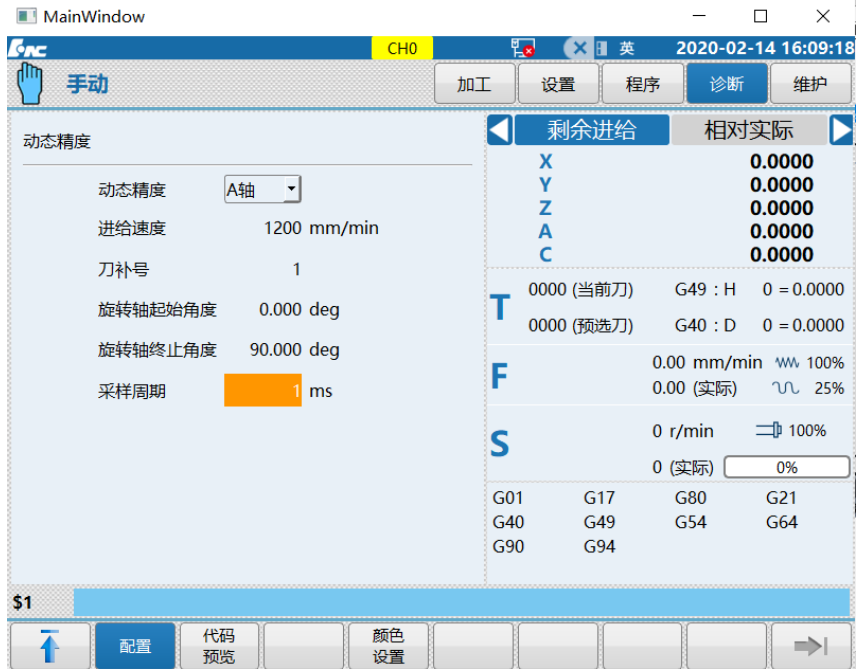 MainWindow
HNC CH0 英 2020-02-14 16:09:18
手动 加工 设置 程序 诊断 维护
动态精度
动态精度 A轴
进给速度 1200 mm/min
刀补号 1
旋转轴起始角度 0.000 deg
旋转轴终止角度 90.000 deg
采样周期 1 ms
剩余进给 相对实际
X 0.0000
Y 0.0000
Z 0.0000
A 0.0000
C 0.0000
T 0000 (当前刀) G49 : H 0 = 0.0000
0000 (预选刀) G40 : D 0 = 0.0000
F 0.00 mm/min 100%
0.00 (实际) 25%
S 0 r/min 100%
0 (实际) 0%
G01 G17 G80 G21
G40 G49 G54 G64
G90 G94
$1
配置 代码预览 颜色设置